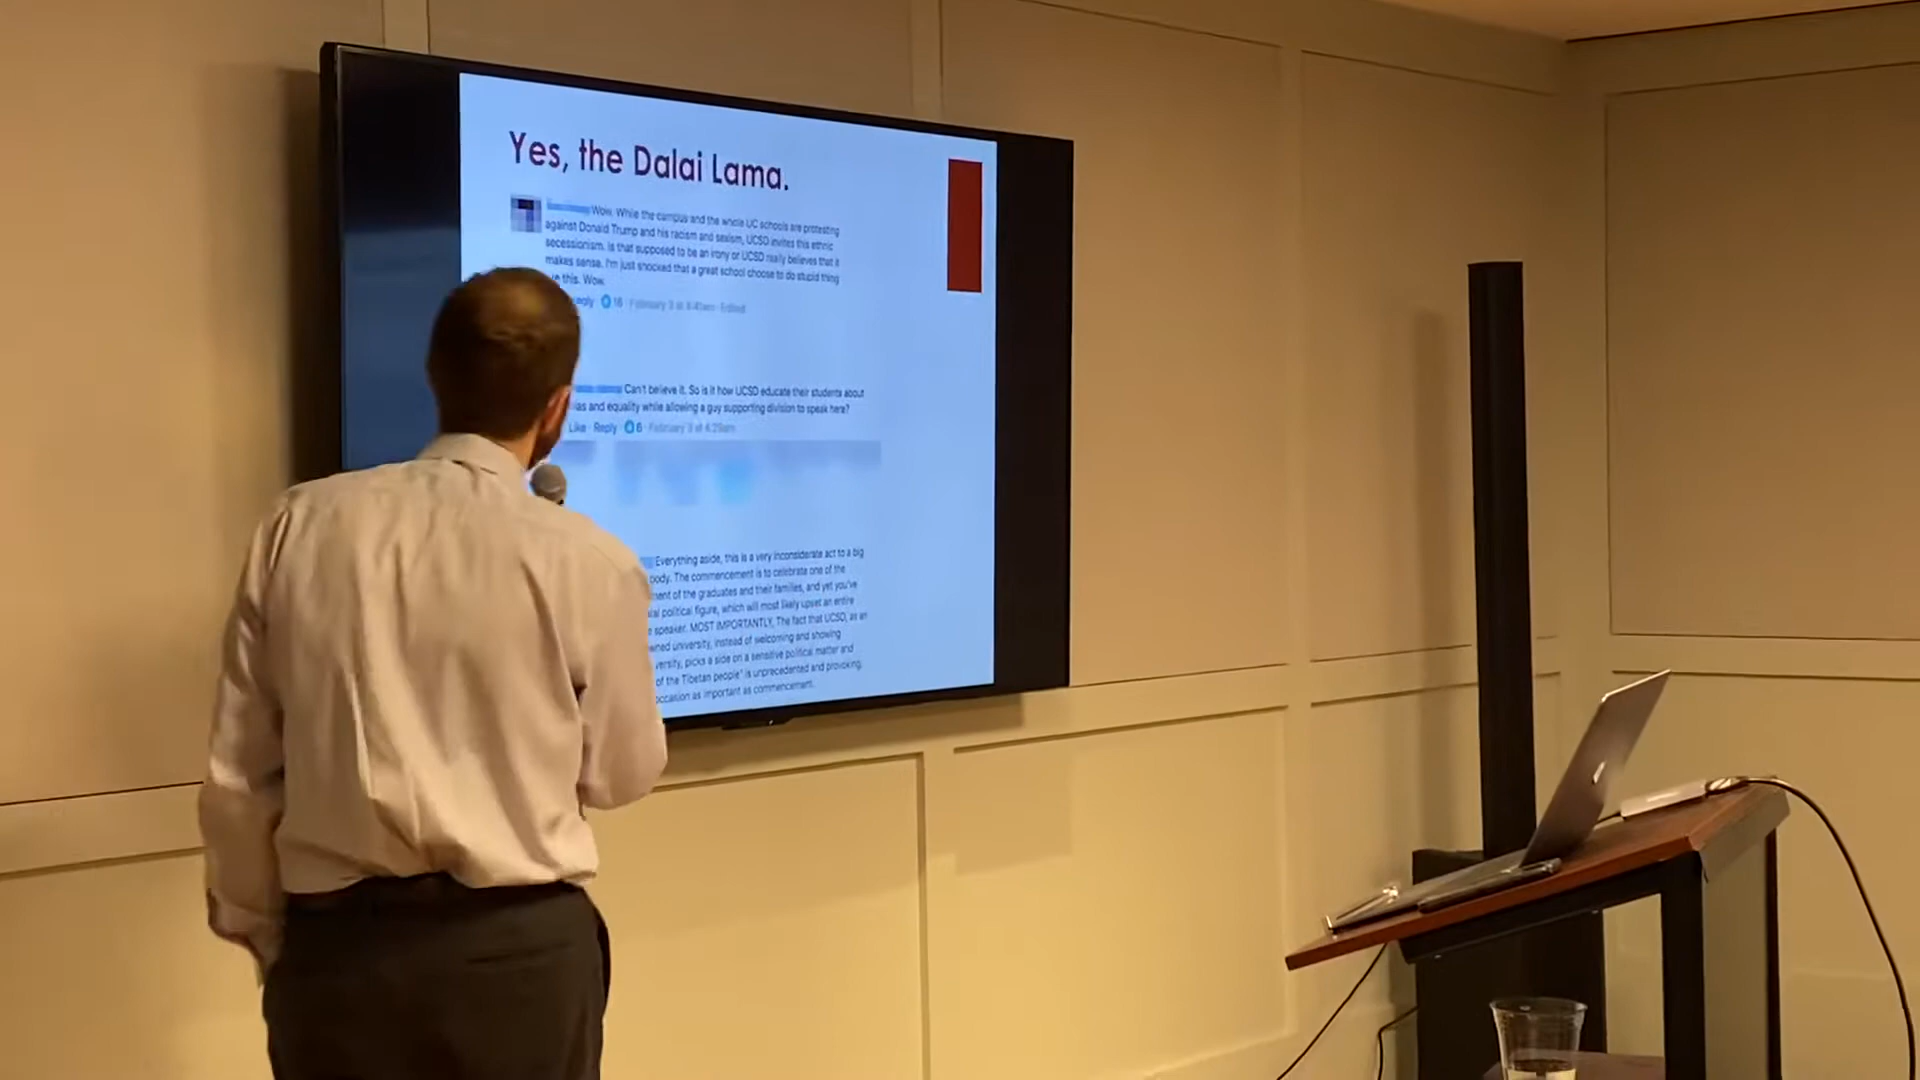 Yes, the Dalai Lama.
Wow. While the campus and the whole UC schools are protesting
against Donald Trump and his racism and sexism, UCSD invites this ethnic
secessionism. Is that supposed to be an irony or UCSD really believes that it
makes sense. I'm just shocked that a great school choose to do stupid thing
this. Wow.
16 · February 3 at 8:41am · Edited
Can't believe it. So is it how UCSD educate their students about
and equality while allowing a guy supporting division to speak here?
Like · Reply · 6 · February 3 at 4:29am
Everything aside, this is a very inconsiderate act to a big
body. The commencement is to celebrate one of the
of the graduates and their families, and yet you've
political figure, which will most likely upset an entire
speaker. MOST IMPORTANTLY, The fact that UCSD, as an
university, instead of welcoming and showing
picks a side on a sensitive political matter and
of the Tibetan people" is unprecedented and provoking.
occasion as important as commencement.